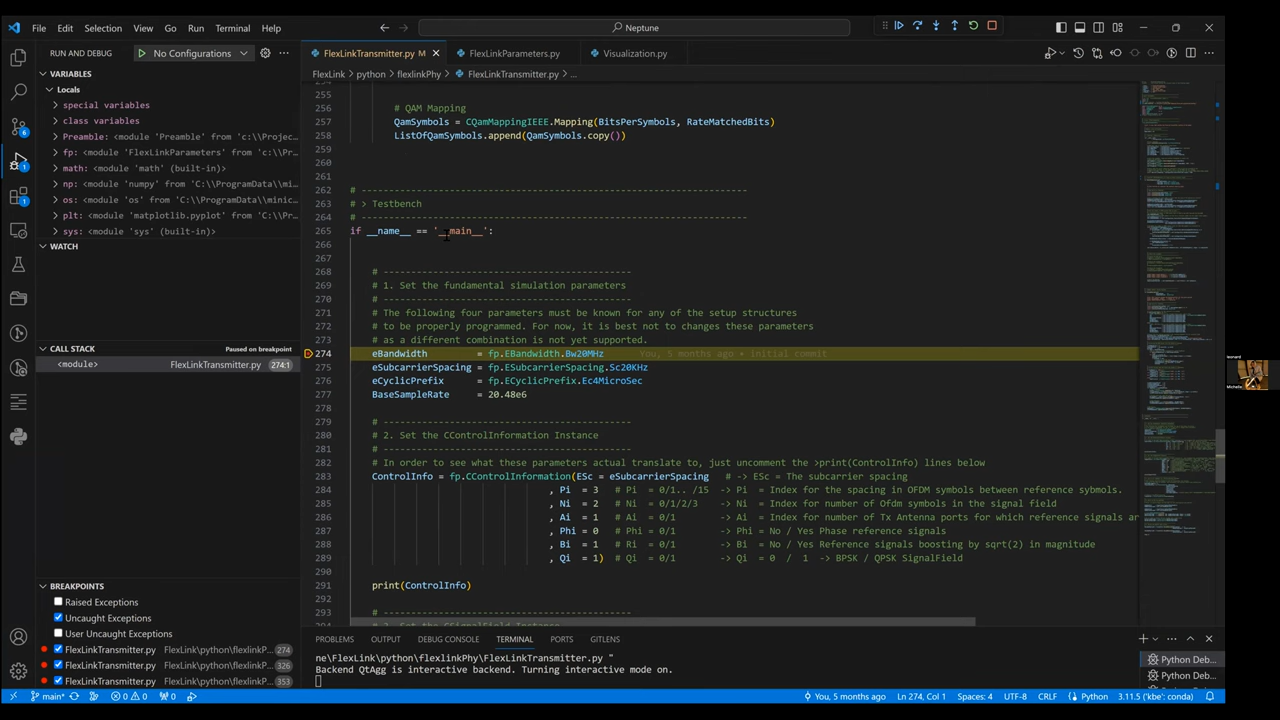 File Edit Selection View Go Run Terminal Help
Neptune
RUN AND DEBUG No Configurations
FlexLinkTransmitter.py M FlexLinkParameters.py Visualization.py
FlexLink > python > flexlinkPhy > FlexLinkTransmitter.py > ...
VARIABLES
Locals
special variables
class variables
Preamble: <module 'Preamble' from 'c:\\Projec...
fp: <module 'FlexLinkParameters' from 'c:\\Pr...
math: <module 'math' (built-in)>
np: <module 'numpy' from 'C:\\ProgramData\\mini...
os: <module 'os' from 'C:\\ProgramData\\minic...
plt: <module 'matplotlib.pyplot' from 'C:\\Pr...
sys: <module 'sys' (built-in)>
WATCH
CALL STACK Paused on breakpoint
<module> FlexLinkTransmitter.py 274:1
BREAKPOINTS
Raised Exceptions
Uncaught Exceptions
User Uncaught Exceptions
FlexLinkTransmitter.py FlexLink\python\flexlinkP... 274
FlexLinkTransmitter.py FlexLink\python\flexlinkP... 326
FlexLinkTransmitter.py FlexLink\python\flexlinkP... 353
254
255
256 # QAM Mapping
257 QamSymbols = CQamMappingIEEE.Mapping(BitsPerSymbols, RateMatchedBits)
258 ListOfQamSymbols.append(QamSymbols.copy())
259
260
261
262 # -----------------------------------------------------------------
263 # > Testbench
264 # -----------------------------------------------------------------
265 if __name__ == '__main__':
266
267
268 # ---------------------------------------------
269 # 1. Set the fundamental simulation parameters
270 # ---------------------------------------------
271 # The following four parameters must be known for any of the setup structures
272 # to be properly programmed. For now, it is best not to changes these parameters
273 # as a different combination is not yet supported.
274 eBandwidth = fp.EBandwidth.Bw20MHz You, 5 months ago • Initial commit
275 eSubcarrierSpacing = fp.ESubcarrierSpacing.Sc20KHz
276 eCyclicPrefix = fp.ECyclicPrefix.Ec4MicroSec
277 BaseSampleRate = 20.48e6
278
279 # ---------------------------------------------
280 # 2. Set the CControlInformation Instance
281 # ---------------------------------------------
282 # In order to see what these parameters actual translate to, just uncomment the >print(ControlInfo) lines below
283 ControlInfo = fp.CControlInformation(ESc = eSubcarrierSpacing # -> ESc = The subcarrier spacing
284 , Pi = 3 # Pi = 0/1.. /15 -> Pi = Index for the spacing in OFDM symbols between reference sybmols.
285 , Ni = 2 # Ni = 0/1/2/3 -> Ni = Index for number of Ofdm symbols in the signal field
286 , Ai = 1 # Ai = 0/1 -> Ai = Index for number of Tx antenna ports for which reference signals an
287 , Phi = 0 # Phi = 0/1 -> Phi = No / Yes Phase reference signals
288 , Bi = 1 # Ri = 0/1 -> Bi = No / Yes Reference signals boosting by sqrt(2) in magnitude
289 , Qi = 1) # Qi = 0/1 -> Qi = 0 / 1 -> BPSK / QPSK SignalField
290
291 print(ControlInfo)
292
293 # ---------------------------------------------
PROBLEMS OUTPUT DEBUG CONSOLE TERMINAL PORTS GITLENS
ne\FlexLink\python\flexlinkPhy\FlexLinkTransmitter.py "
Backend QtAgg is interactive backend. Turning interactive mode on.
Python Deb...
Python Deb...
leonard
Michelle
main* 0 0 0 You, 5 months ago Ln 274, Col 1 Spaces: 4 UTF-8 CRLF Python 3.11.5 ('kbe': conda)